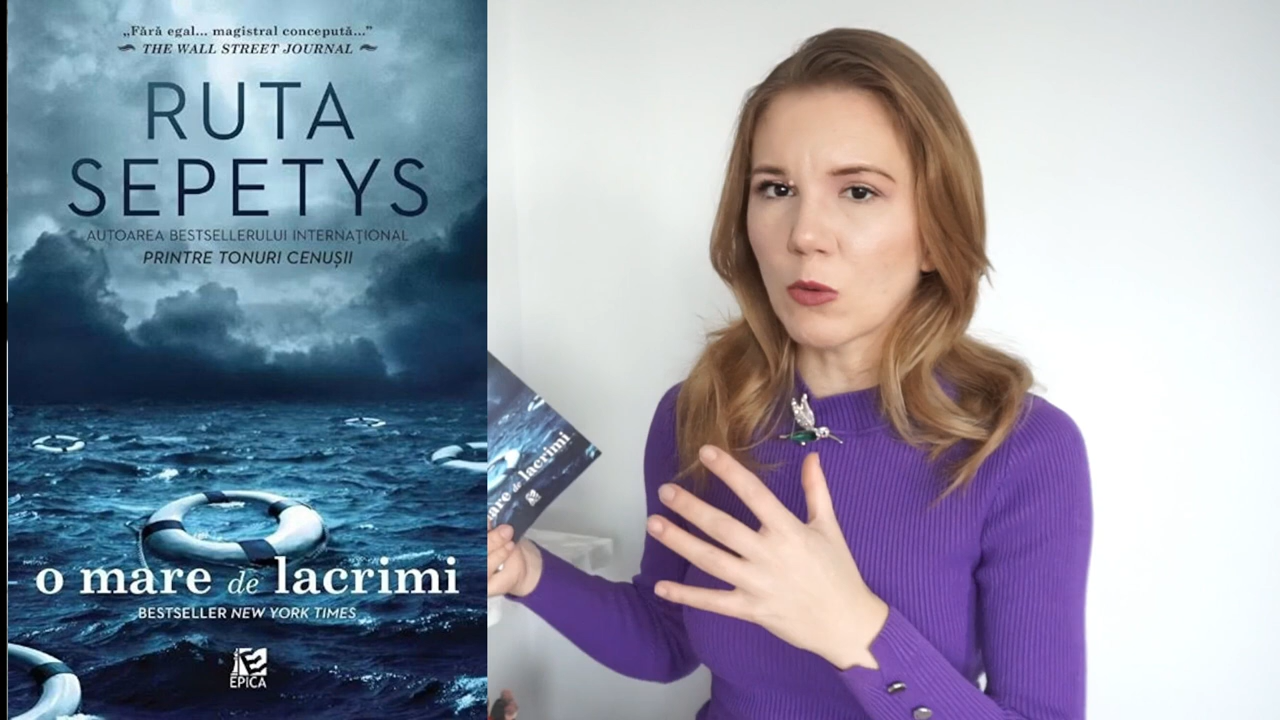 „Fără egal... magistral concepută...”
THE WALL STREET JOURNAL
RUTA
SEPETYS
AUTOAREA BESTSELLERULUI INTERNAŢIONAL
PRINTRE TONURI CENUȘII
o mare de lacrimi
BESTSELLER NEW YORK TIMES
EPICA
mare de lacrimi